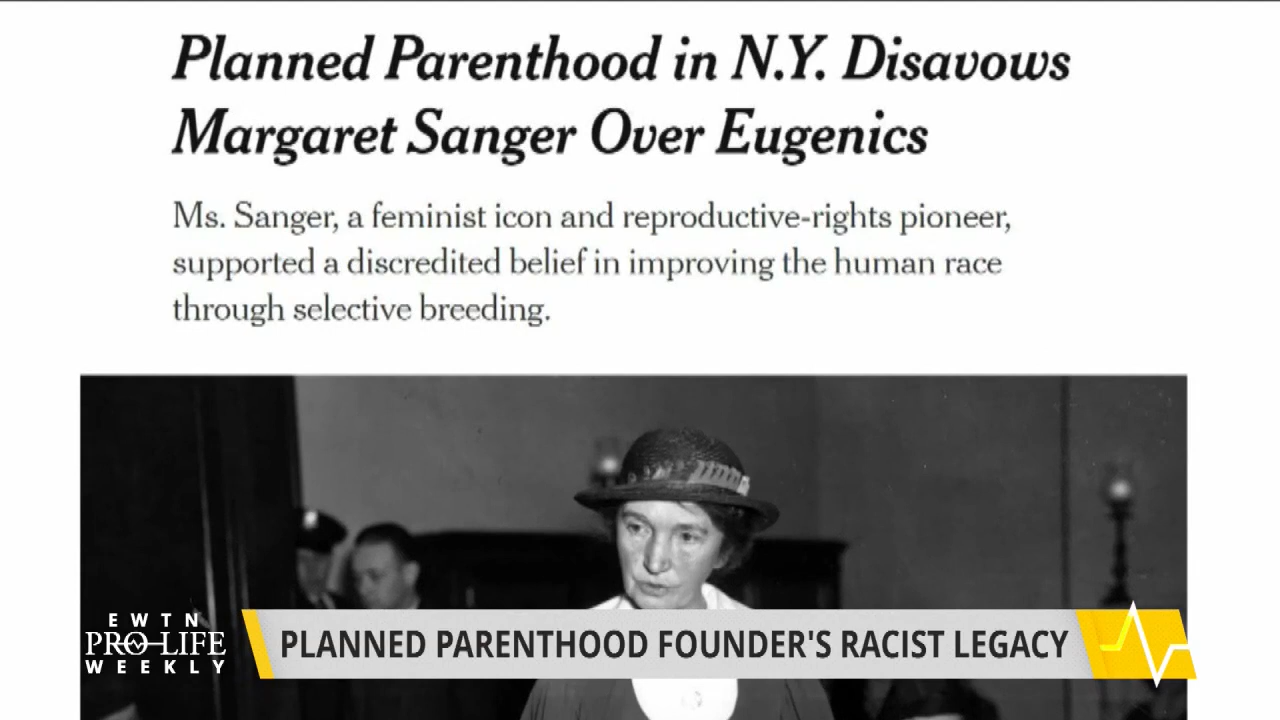 Planned Parenthood in N.Y. Disavows
Margaret Sanger Over Eugenics
Ms. Sanger, a feminist icon and reproductive-rights pioneer,
supported a discredited belief in improving the human race
through selective breeding.
EWTN
PRO-LIFE
WEEKLY
PLANNED PARENTHOOD FOUNDER'S RACIST LEGACY